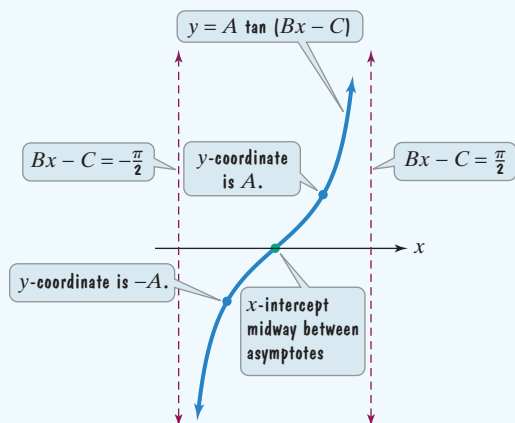 y = A tan (Bx − C)
Bx − C = −π/2
y-coordinate
is A.
Bx − C = π/2
x
y-coordinate is −A.
x-intercept
midway between
asymptotes